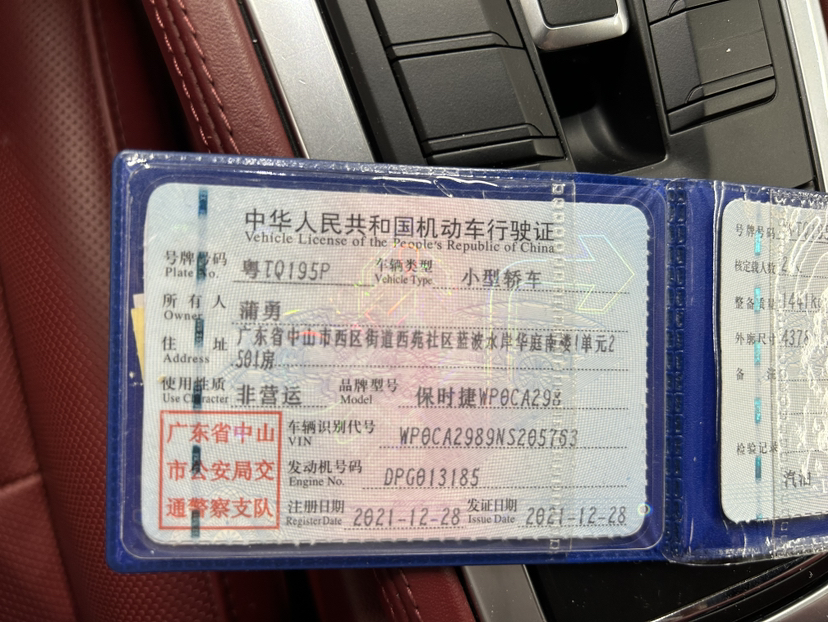 中华人民共和国机动车行驶证
Vehicle License of the People's Republic of China
号牌号码 粤TQ195P 车辆类型 小型轿车
Plate No. Vehicle Type
所有人 蒲勇
Owner
住址 广东省中山市西区街道西苑社区蓝波水岸华庭南楼1单元2
Address 501房
使用性质 非营运 品牌型号 保时捷WP0CA298
Use Character Model
广东省中山
市公安局交
通警察支队
车辆识别代号 WP0CA2989NS205763
VIN
发动机号码 DPG013185
Engine No.
注册日期 2021-12-28 发证日期 2021-12-28
Register Date Issue Date
号牌号码
核定载人数 2
整备质量 1441kg
外廓尺寸 4378
备注
检验记录
汽油